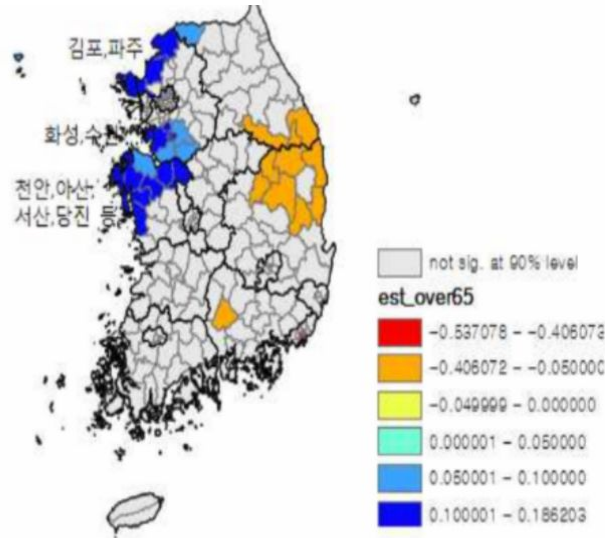 김포,파주
화성,수원
천안,아산,
서산,당진 등
not sig. at 90% level
est_over65
-0.537078 - -0.406073
-0.406072 - -0.050000
-0.049999 - 0.000000
0.000001 - 0.050000
0.050001 - 0.100000
0.100001 - 0.186203